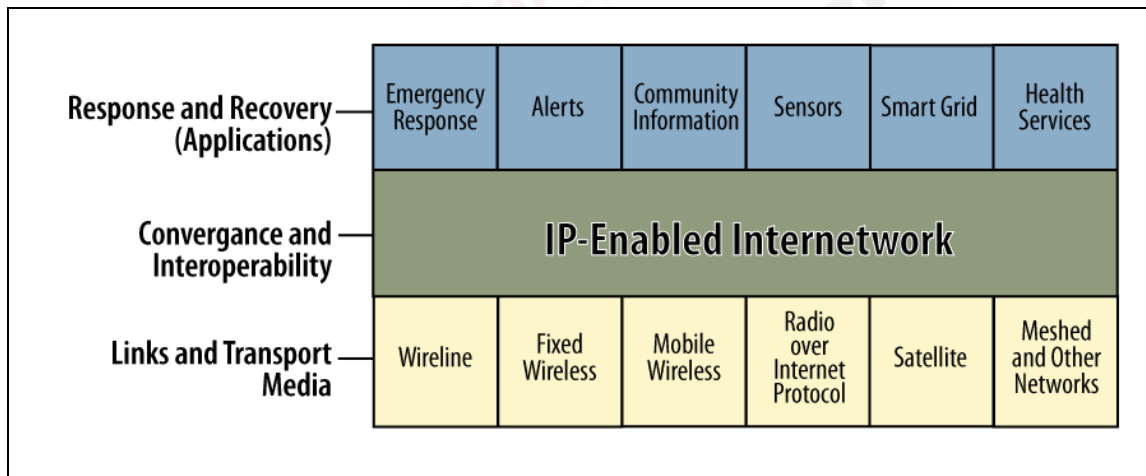 Response and Recovery
(Applications)
Emergency
Response
Alerts
Community
Information
Sensors
Smart Grid
Health
Services
Convergance and
Interoperability
IP-Enabled Internetwork
Links and Transport
Media
Wireline
Fixed
Wireless
Mobile
Wireless
Radio
over
Internet
Protocol
Satellite
Meshed
and Other
Networks